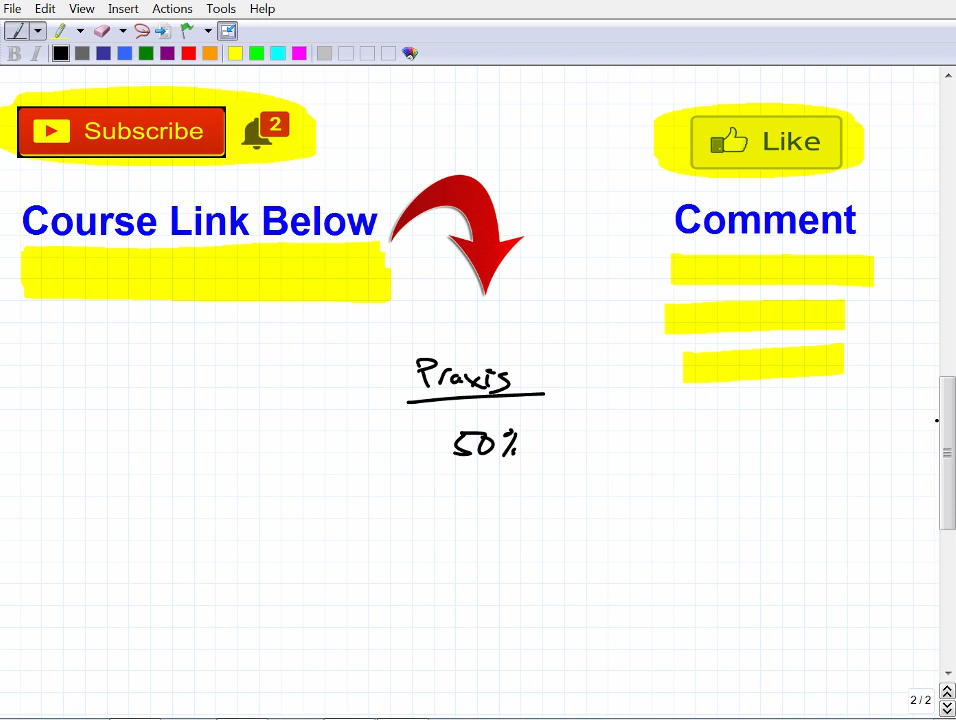 File Edit View Insert Actions Tools Help
B I
Subscribe 2
Like
Course Link Below
Comment
Praxis
50%
2 / 2